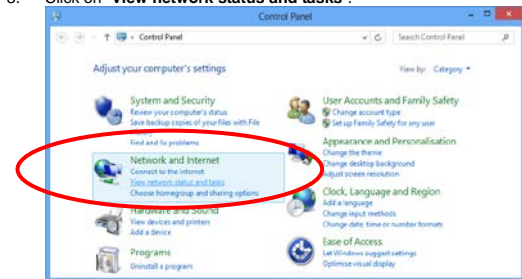 Click on "View network status and tasks".
Control Panel
Control Panel
Search Control Panel
Adjust your computer's settings
View by: Category
System and Security
Review your computer's status
Save backup copies of your files with File
Find and fix problems
Network and Internet
Connect to the Internet
View network status and tasks
Choose homegroup and sharing options
Hardware and Sound
View devices and printers
Add a device
Programs
Uninstall a program
User Accounts and Family Safety
Change account type
Set up Family Safety for any user
Appearance and Personalisation
Change the theme
Change desktop background
Adjust screen resolution
Clock, Language and Region
Add a language
Change input methods
Change date, time or number formats
Ease of Access
Let Windows suggest settings
Optimise visual display